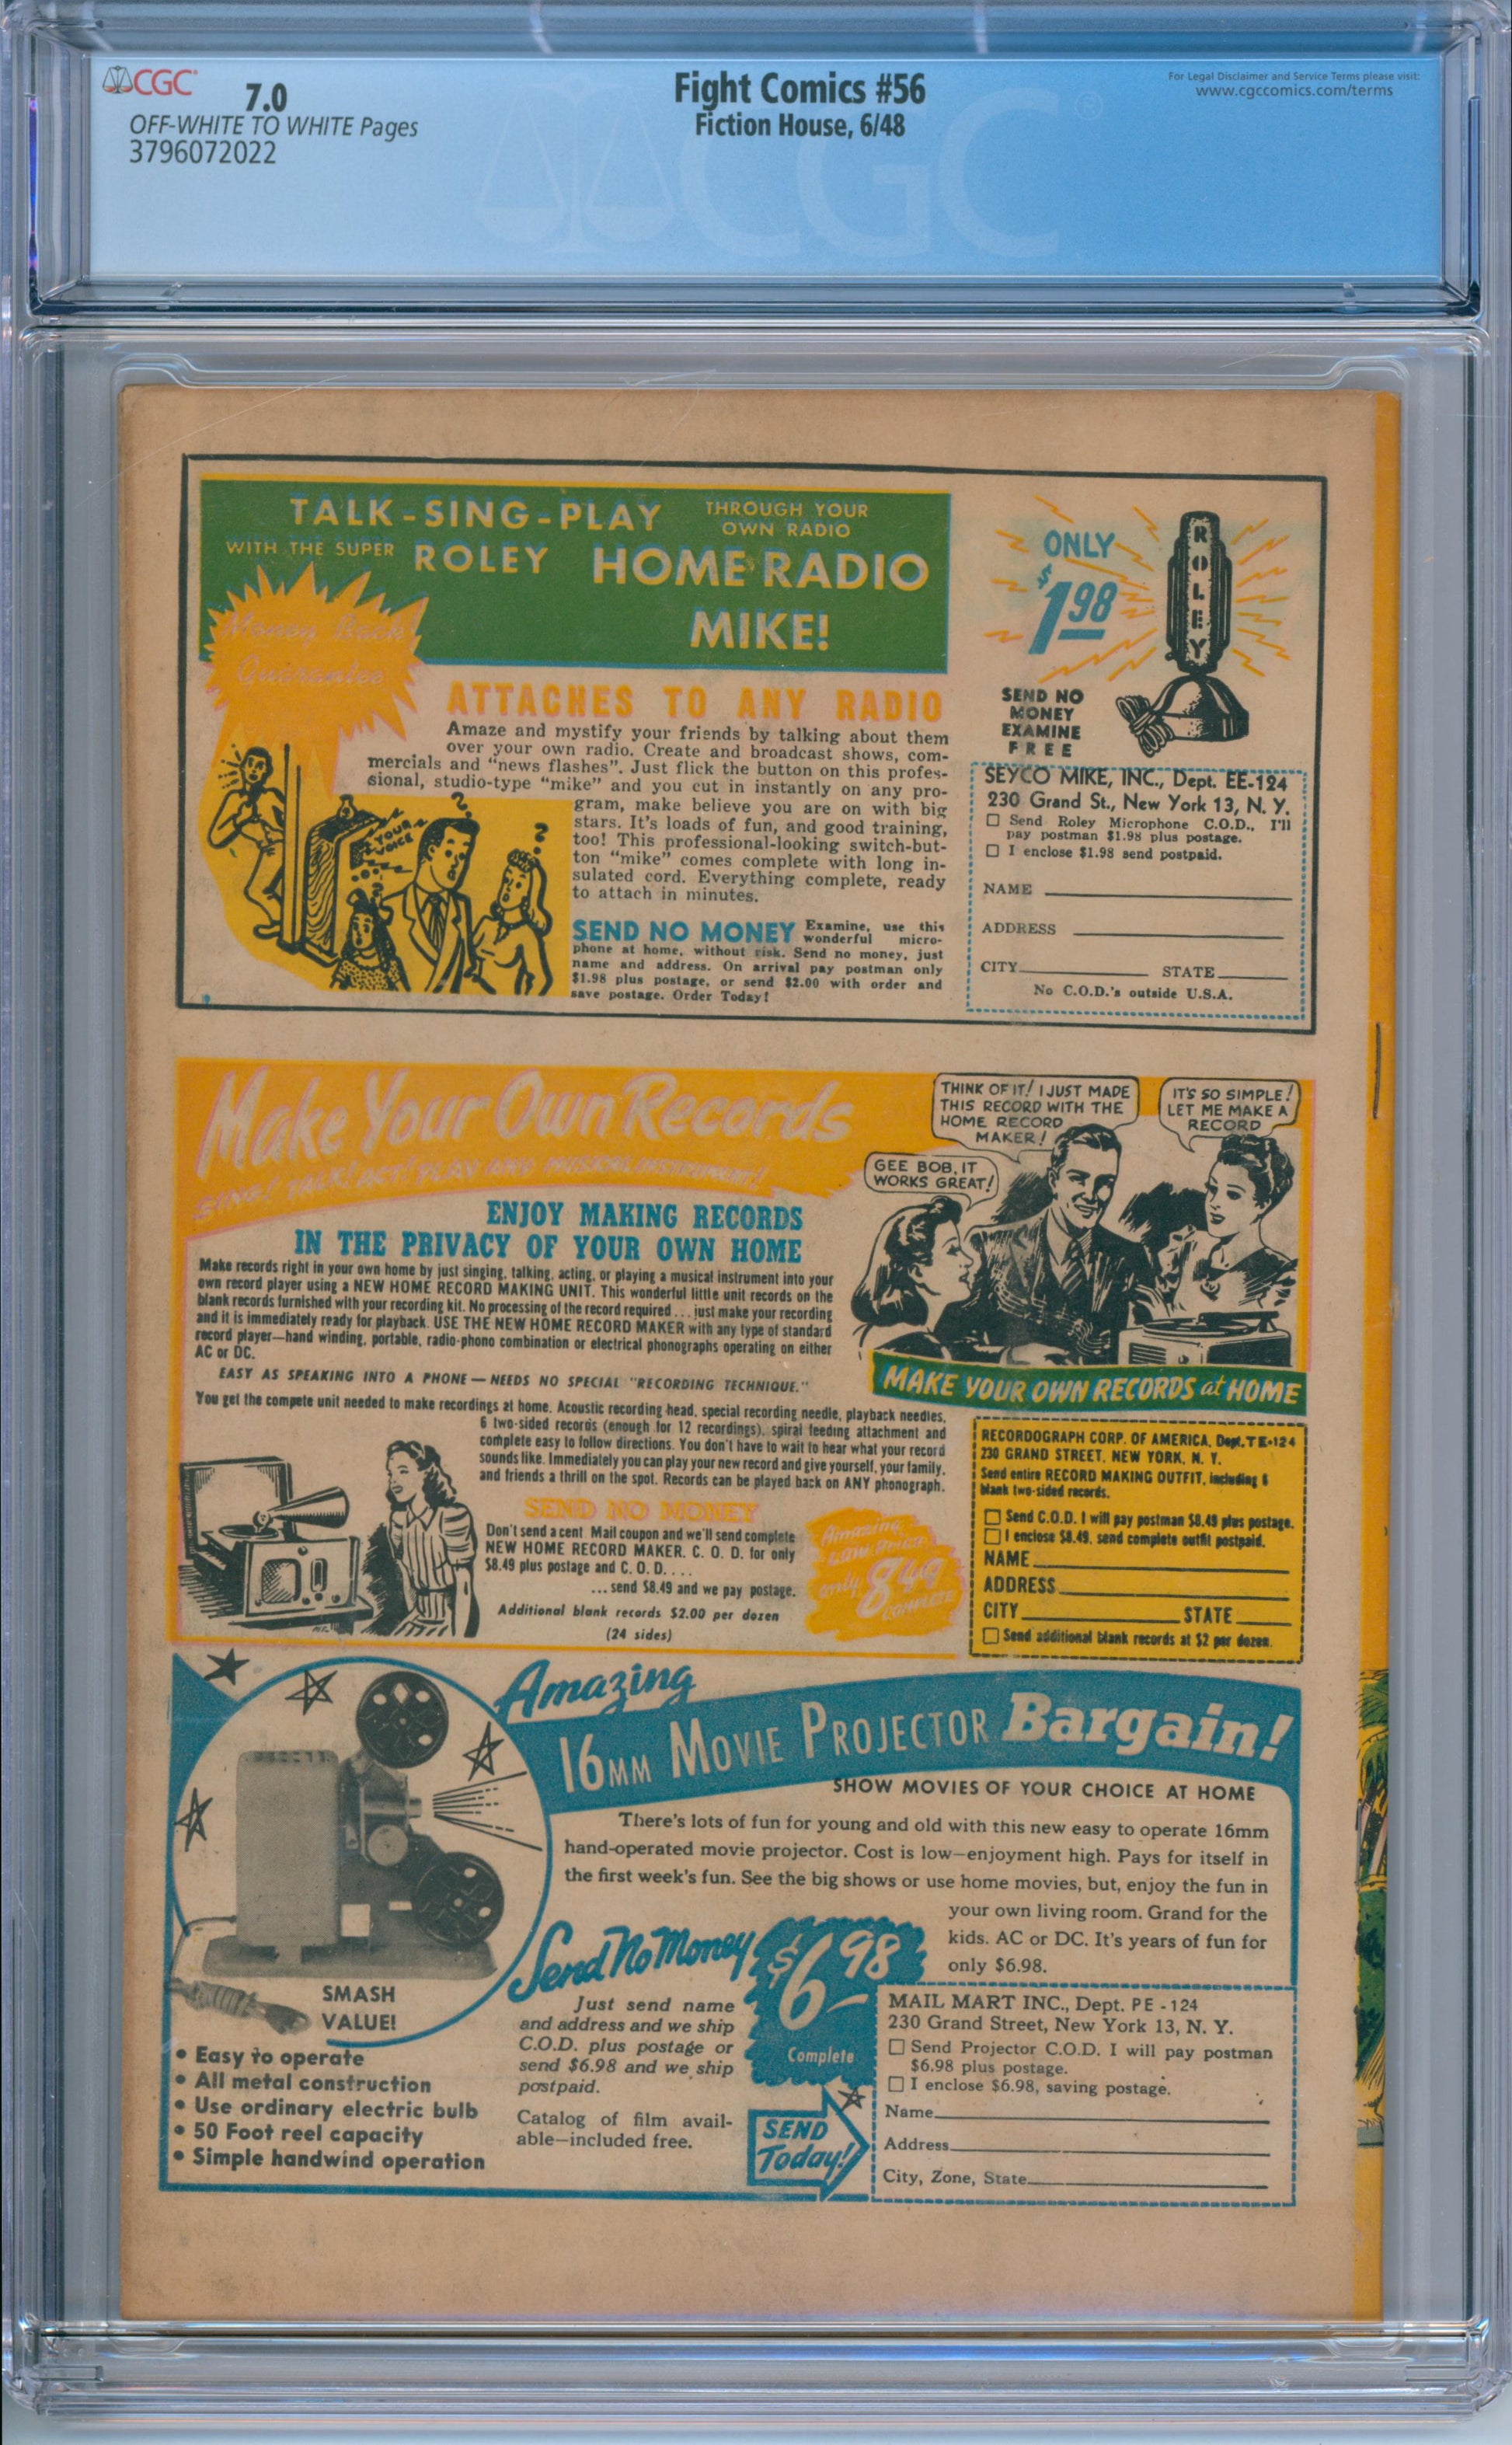 CGC
7.0
OFF-WHITE TO WHITE Pages
3796072022
Fight Comics #56
Fiction House, 6/48
For Legal Disclaimer and Service Terms please visit:
www.cgccomics.com/terms
CGC
TALK-SING-PLAY THROUGH YOUR
OWN RADIO
WITH THE SUPER ROLEY HOME RADIO
MIKE!
Money Back
Guarantee
ONLY
$1.98
ROLEY
SEND NO
MONEY
EXAMINE
FREE
ATTACHES TO ANY RADIO
Amaze and mystify your friends by talking about them
over your own radio. Create and broadcast shows, com-
mercials and “news flashes”. Just flick the button on this profes-
sional, studio-type “mike” and you cut in instantly on any pro-
gram, make believe you are on with big
stars. It's loads of fun, and good training,
too! This professional-looking switch-but-
ton “mike” comes complete with long in-
sulated cord. Everything complete, ready
to attach in minutes.
YOUR
VOICE
? ? ?
SEND NO MONEY Examine, use this
wonderful micro-
phone at home, without risk. Send no money, just
name and address. On arrival pay postman only
$1.98 plus postage, or send $2.00 with order and
save postage. Order Today!
SEYCO MIKE, INC., Dept. EE-124
230 Grand St., New York 13, N. Y.
Send Roley Microphone C.O.D., I'll
pay postman $1.98 plus postage.
I enclose $1.98 send postpaid.
NAME
ADDRESS
CITY STATE
No C.O.D.'s outside U.S.A.
Make Your Own Records
SING! TALK! ACT! PLAY ANY MUSICAL INSTRUMENT!!
THINK OF IT! I JUST MADE
THIS RECORD WITH THE
HOME RECORD
MAKER!
IT'S SO SIMPLE!
LET ME MAKE A
RECORD
GEE BOB, IT
WORKS GREAT!
ENJOY MAKING RECORDS
IN THE PRIVACY OF YOUR OWN HOME
Make records right in your own home by just singing, talking, acting, or playing a musical instrument into your
own record player using a NEW HOME RECORD MAKING UNIT. This wonderful little unit records on the
blank records furnished with your recording kit. No processing of the record required . . . just make your recording
and it is immediately ready for playback. USE THE NEW HOME RECORD MAKER with any type of standard
record player—hand winding, portable, radio-phono combination or electrical phonographs operating on either
AC or DC.
EASY AS SPEAKING INTO A PHONE — NEEDS NO SPECIAL "RECORDING TECHNIQUE."
You get the compete unit needed to make recordings at home. Acoustic recording head, special recording needle, playback needles,
6 two-sided records (enough for 12 recordings), spiral feeding attachment and
complete easy to follow directions. You don't have to wait to hear what your record
sounds like. Immediately you can play your new record and give yourself, your family,
and friends a thrill on the spot. Records can be played back on ANY phonograph.
MAKE YOUR OWN RECORDS at HOME
SEND NO MONEY
Don't send a cent. Mail coupon and we'll send complete
NEW HOME RECORD MAKER. C. O. D. for only
$8.49 plus postage and C. O. D. . . .
... send $8.49 and we pay postage.
Additional blank records $2.00 per dozen
(24 sides)
Amazing
LOW PRICE
only 849
COMPLETE
RECORDOGRAPH CORP. OF AMERICA, Dept. TE-124
230 GRAND STREET, NEW YORK, N. Y.
Send entire RECORD MAKING OUTFIT, including 6
blank two-sided records.
Send C.O.D. I will pay postman $8.49 plus postage.
I enclose $8.49, send complete outfit postpaid.
NAME
ADDRESS
CITY STATE
Send additional blank records at $2 per dozen.
Amazing
16MM MOVIE PROJECTOR Bargain!
SHOW MOVIES OF YOUR CHOICE AT HOME
There's lots of fun for young and old with this new easy to operate 16mm
hand-operated movie projector. Cost is low—enjoyment high. Pays for itself in
the first week's fun. See the big shows or use home movies, but, enjoy the fun in
your own living room. Grand for the
kids. AC or DC. It's years of fun for
only $6.98.
SMASH
VALUE!
• Easy to operate
• All metal construction
• Use ordinary electric bulb
• 50 Foot reel capacity
• Simple handwind operation
Send No Money
Just send name
and address and we ship
C.O.D. plus postage or
send $6.98 and we ship
postpaid.
Catalog of film avail-
able—included free.
$6.98
Complete
SEND
Today!
MAIL MART INC., Dept. PE - 124
230 Grand Street, New York 13, N. Y.
Send Projector C.O.D. I will pay postman
$6.98 plus postage.
I enclose $6.98, saving postage.
Name
Address
City, Zone, State